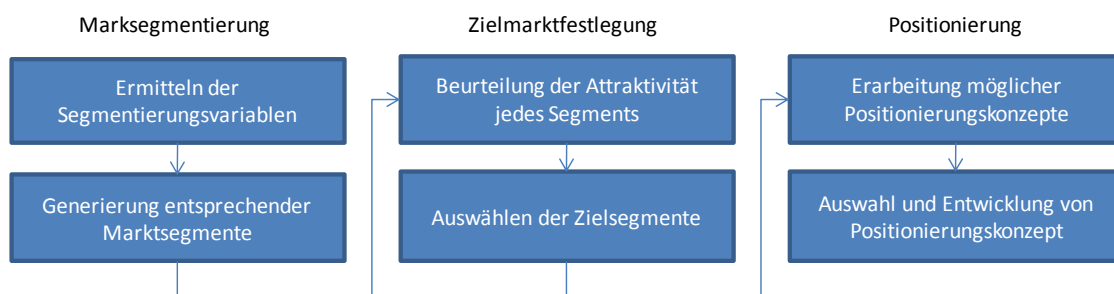 Marksegmentierung
Ermitteln der
Segmentierungsvariablen
Generierung entsprechender
Marktsegmente
Zielmarktfestlegung
Beurteilung der Attraktivität
jedes Segments
Auswählen der Zielsegmente
Positionierung
Erarbeitung möglicher
Positionierungskonzepte
Auswahl und Entwicklung von
Positionierungskonzept